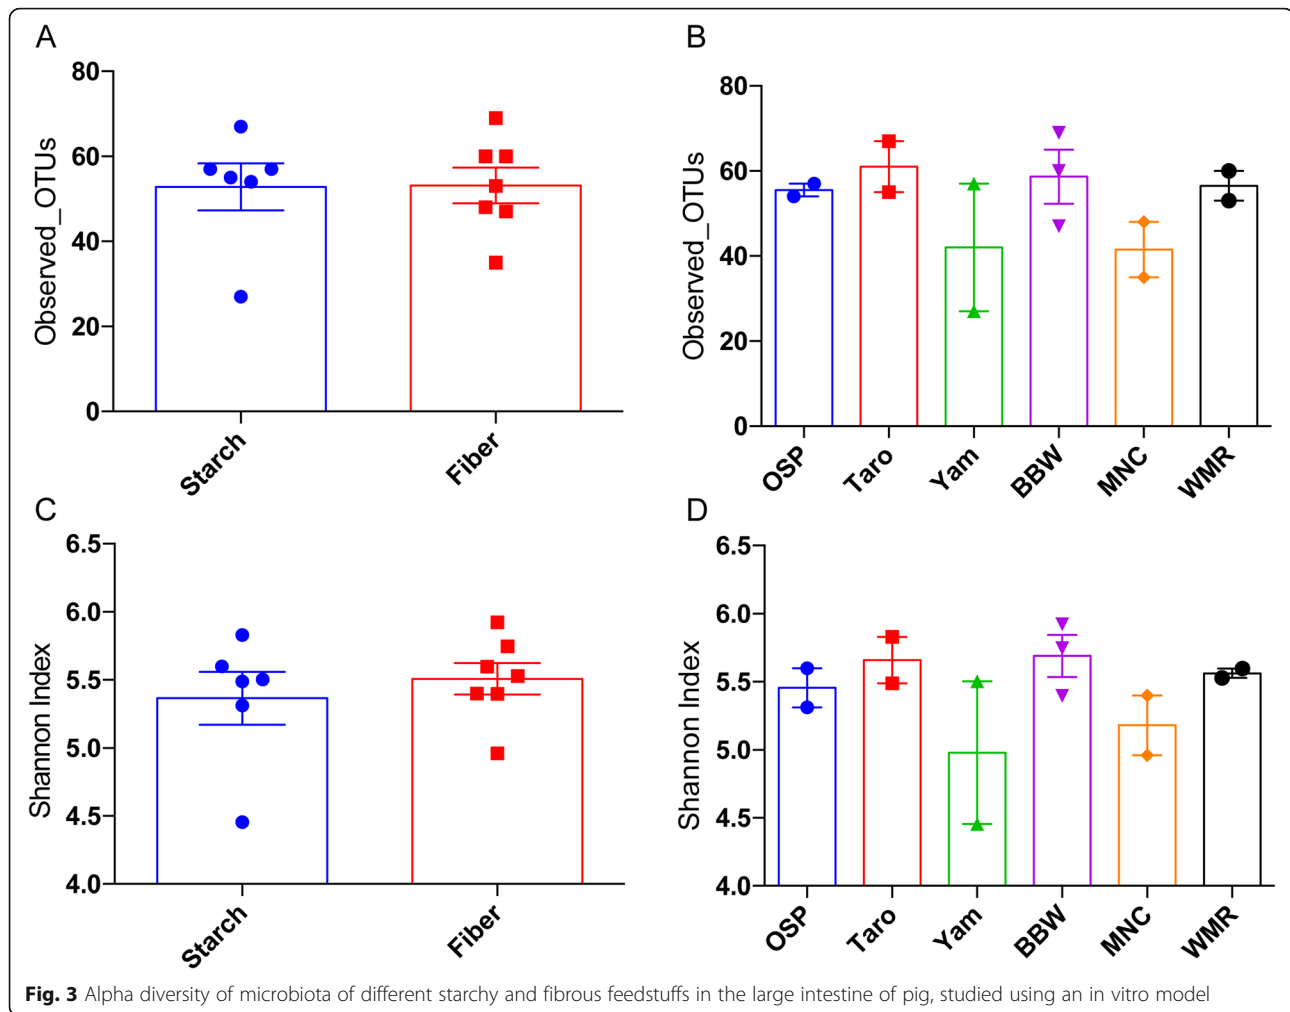 A
80
60
40
20
0
Observed_OTUs
Starch
Fiber
B
80
60
40
20
0
Observed_OTUs
OSP
Taro
Yam
BBW
MNC
WMR
C
6.5
6.0
5.5
5.0
4.5
4.0
Shannon Index
Starch
Fiber
D
6.5
6.0
5.5
5.0
4.5
4.0
Shannon Index
OSP
Taro
Yam
BBW
MNC
WMR
Fig. 3 Alpha diversity of microbiota of different starchy and fibrous feedstuffs in the large intestine of pig, studied using an in vitro model